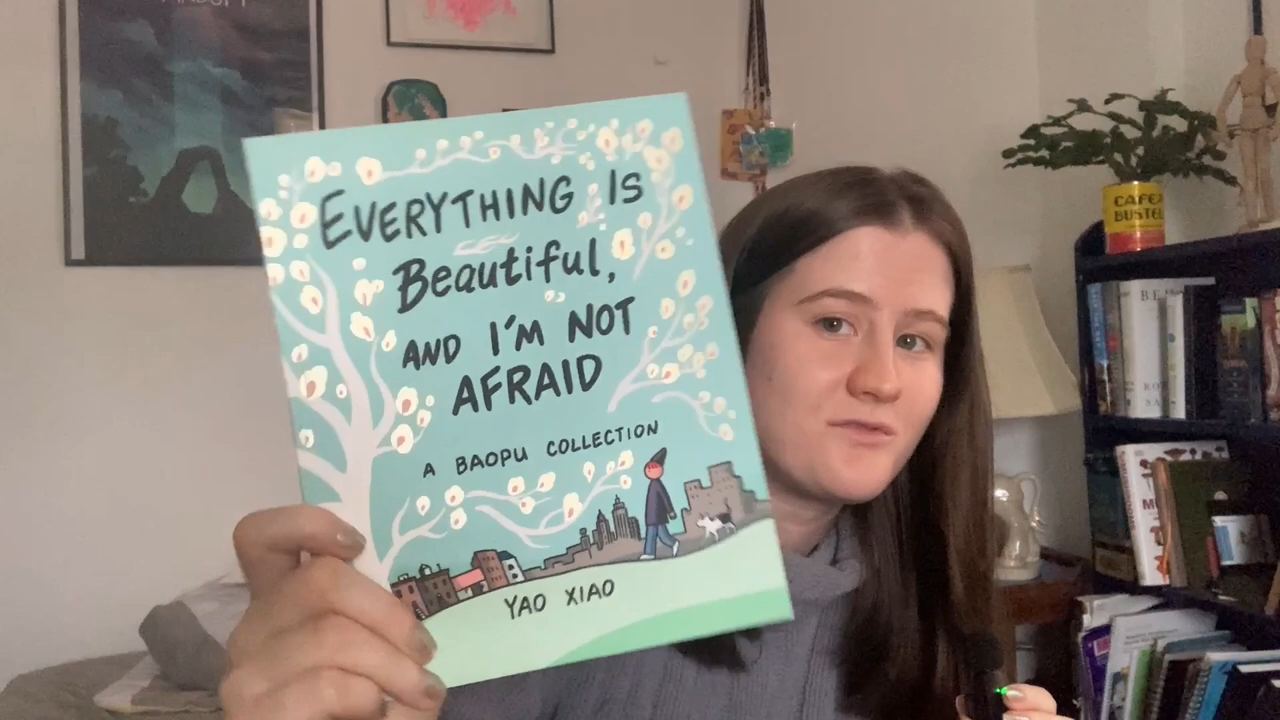 EVERYTHING IS
Beautiful,
AND I'M NOT
AFRAID
A BAOPU COLLECTION
YAO XIAO
CAFE
BUSTEL